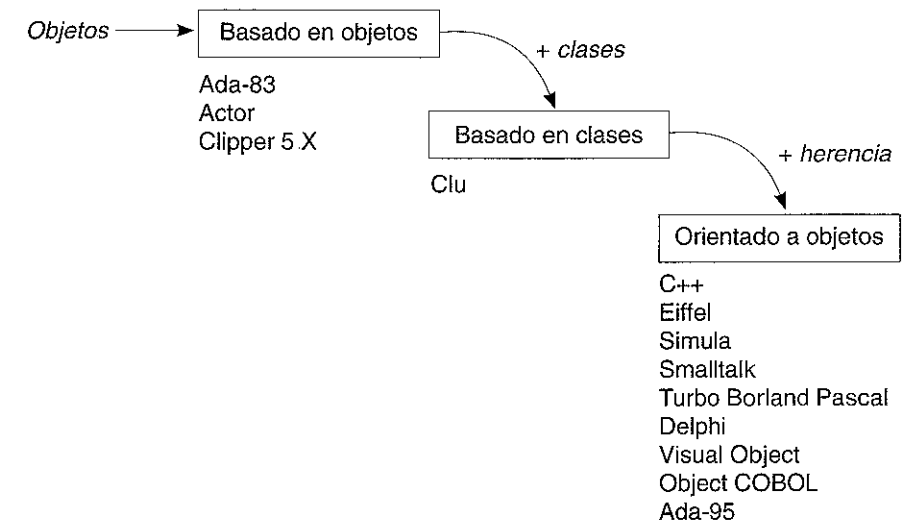 Objetos
Basado en objetos
+ clases
Ada-83
Actor
Clipper 5.X
Basado en clases
+ herencia
Clu
Orientado a objetos
C++
Eiffel
Simula
Smalltalk
Turbo Borland Pascal
Delphi
Visual Object
Object COBOL
Ada-95